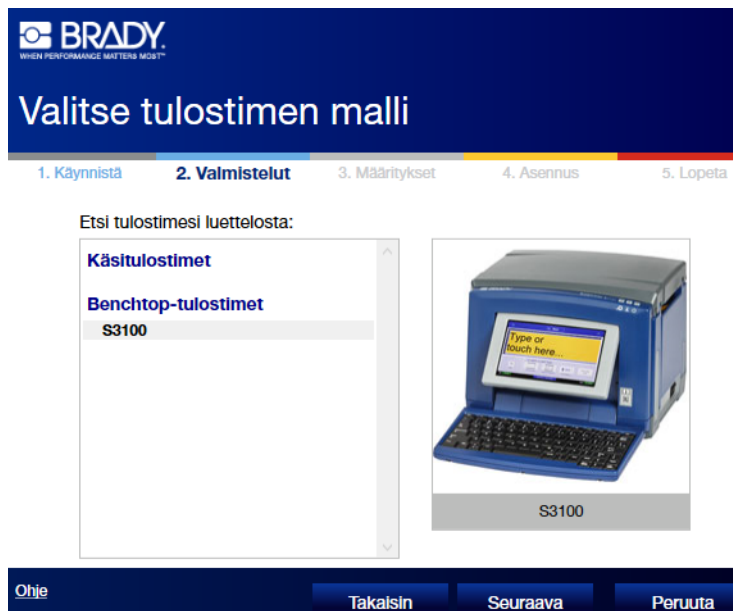 BRADY.
WHEN PERFORMANCE MATTERS MOST™
Valitse tulostimen malli
1. Käynnistä
2. Valmistelut
3. Määritykset
4. Asennus
5. Lopeta
Etsi tulostimesi luettelosta:
Käsitulostimet
Benchtop-tulostimet
S3100
Type or
touch here...
S3100
Ohje
Takaisin
Seuraava
Peruuta